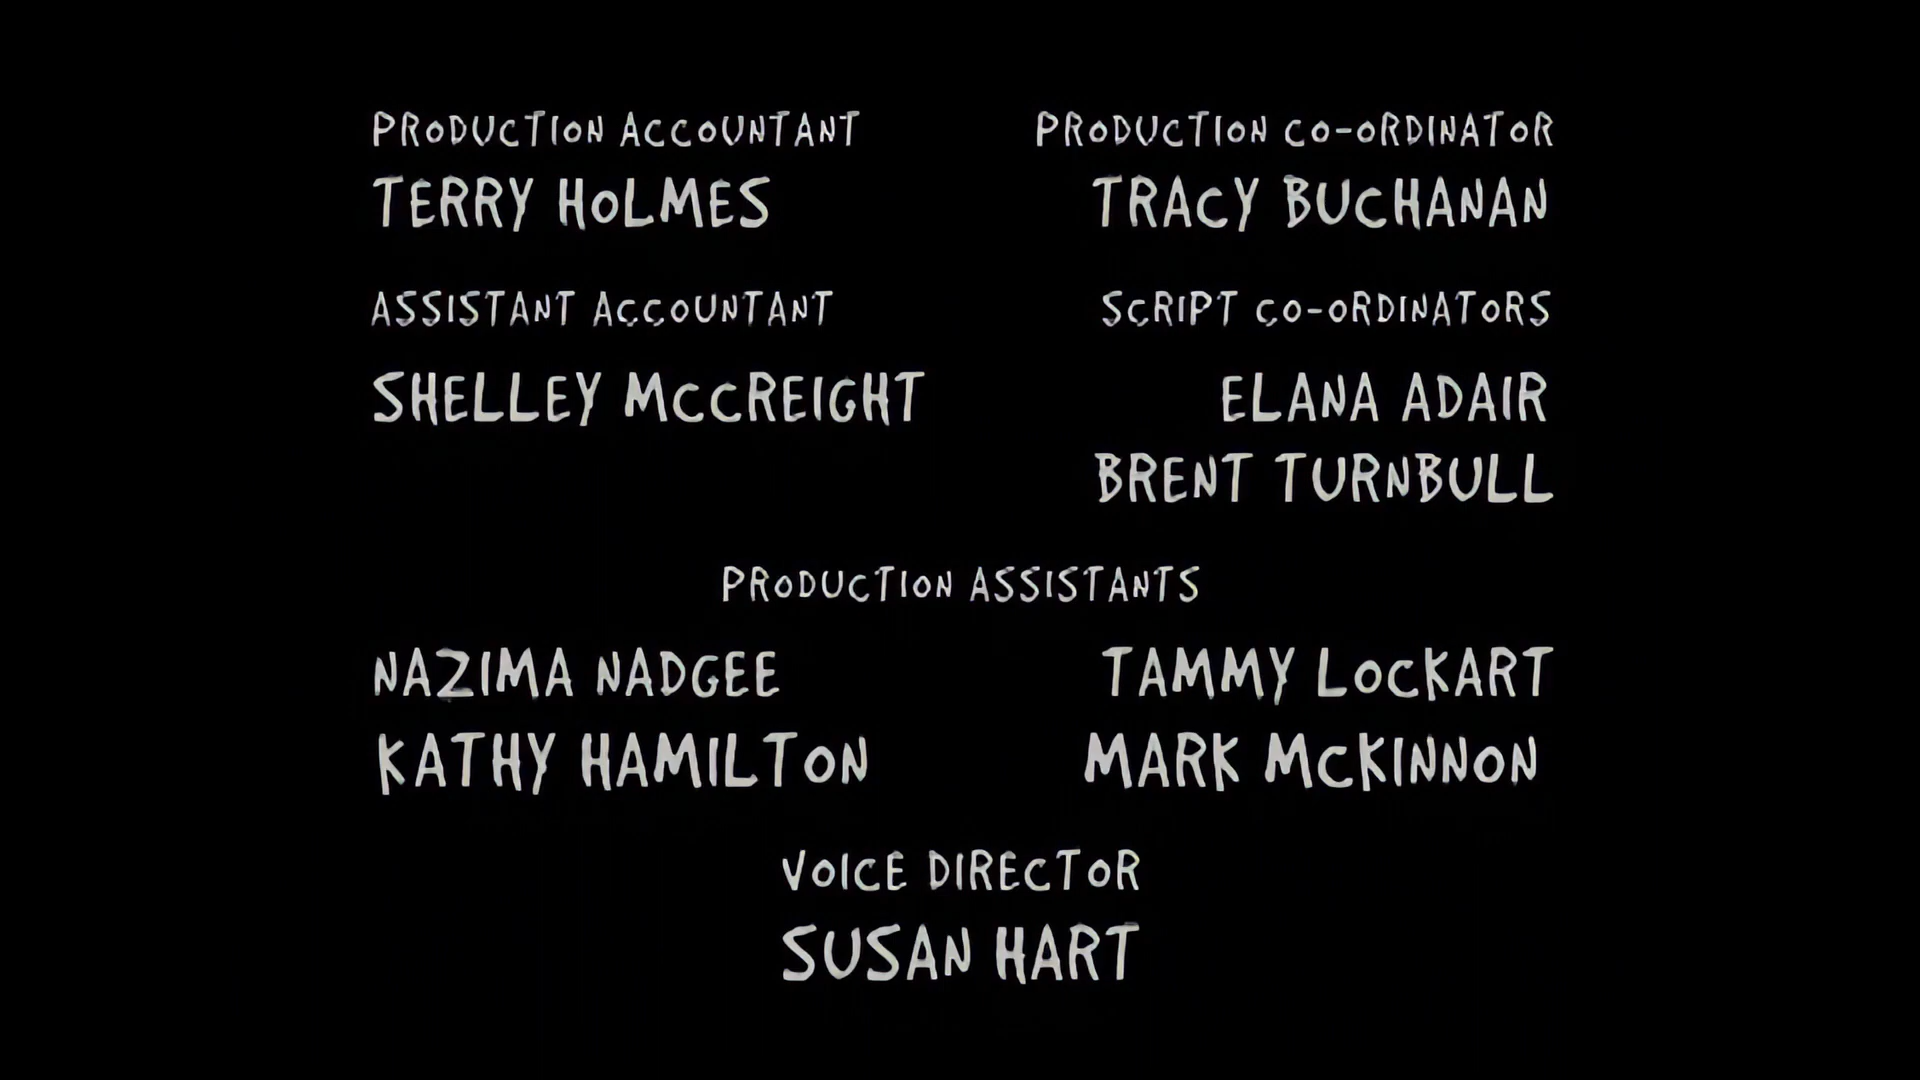 PRODUCTION ACCOUNTANT
TERRY HOLMES
PRODUCTION CO-ORDINATOR
TRACY BUCHANAN
ASSISTANT ACCOUNTANT
SHELLEY MCCREIGHT
SCRIPT CO-ORDINATORS
ELANA ADAIR
BRENT TURNBULL
PRODUCTION ASSISTANTS
NAZIMA NADGEE
TAMMY LOCKART
KATHY HAMILTON
MARK MCKINNON
VOICE DIRECTOR
SUSAN HART